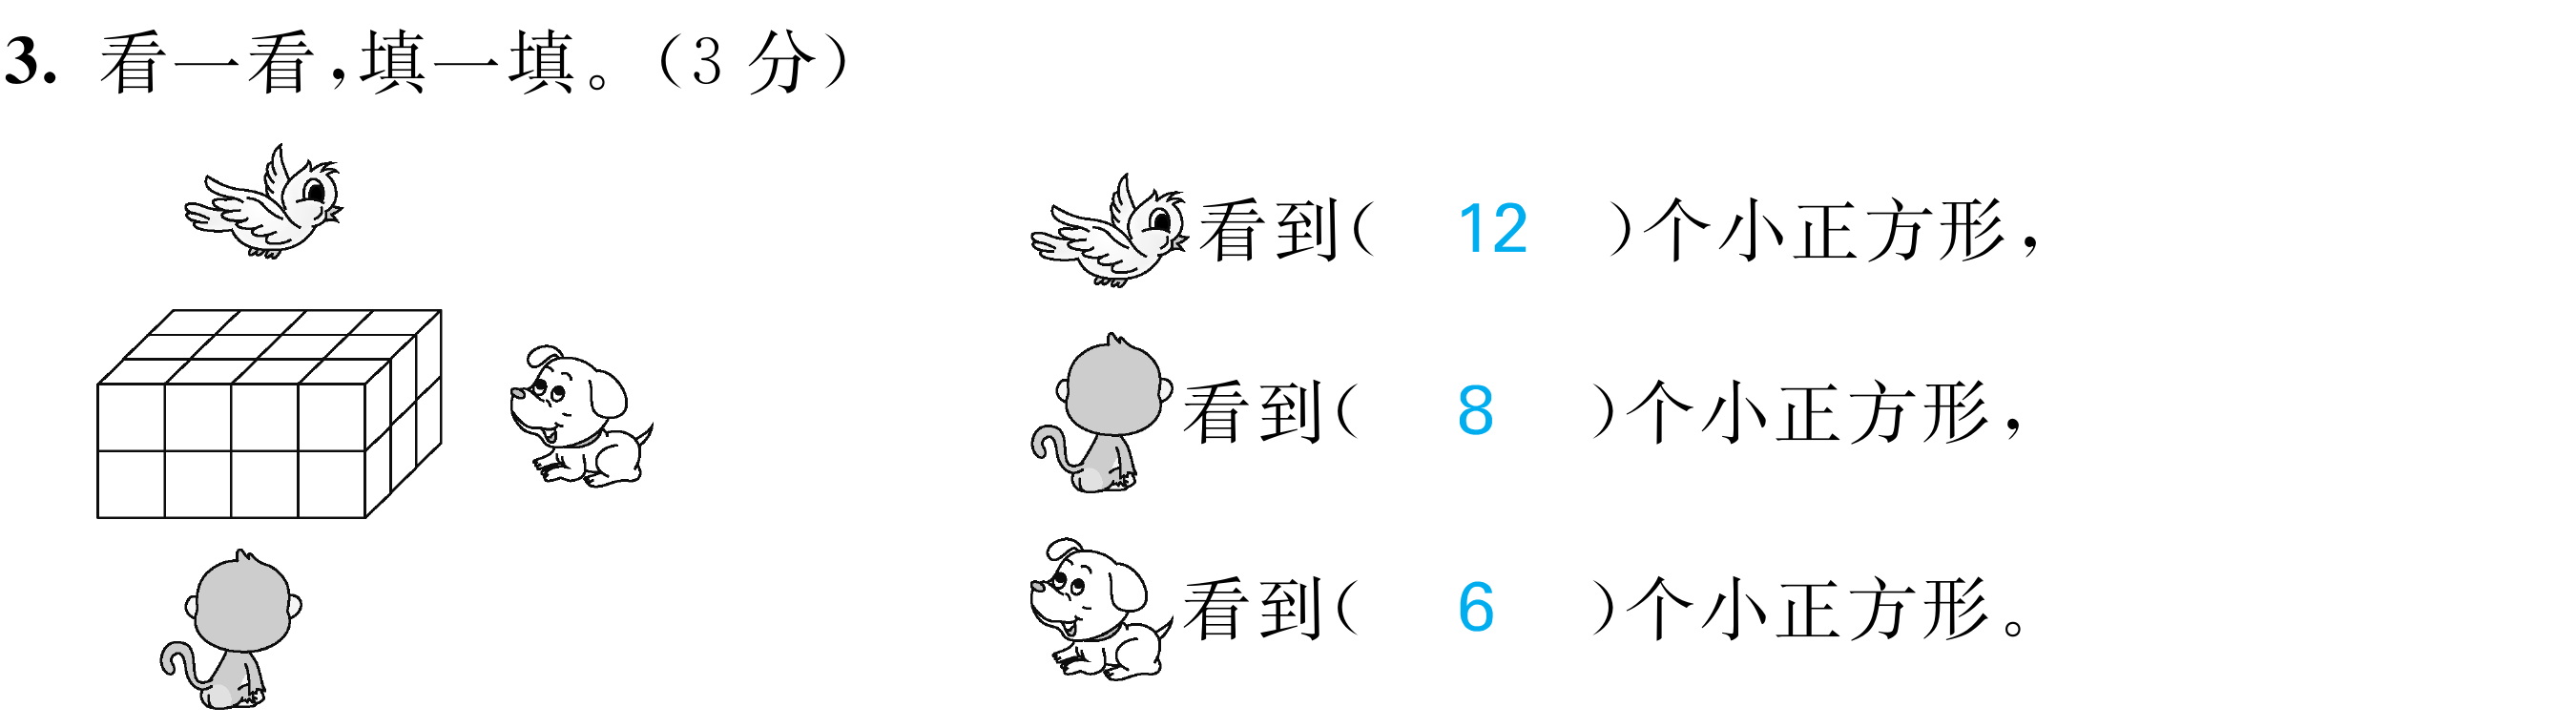 3. 看一看,填一填。(3 分)
看到( 12 )个小正方形,
看到( 8 )个小正方形,
看到( 6 )个小正方形。